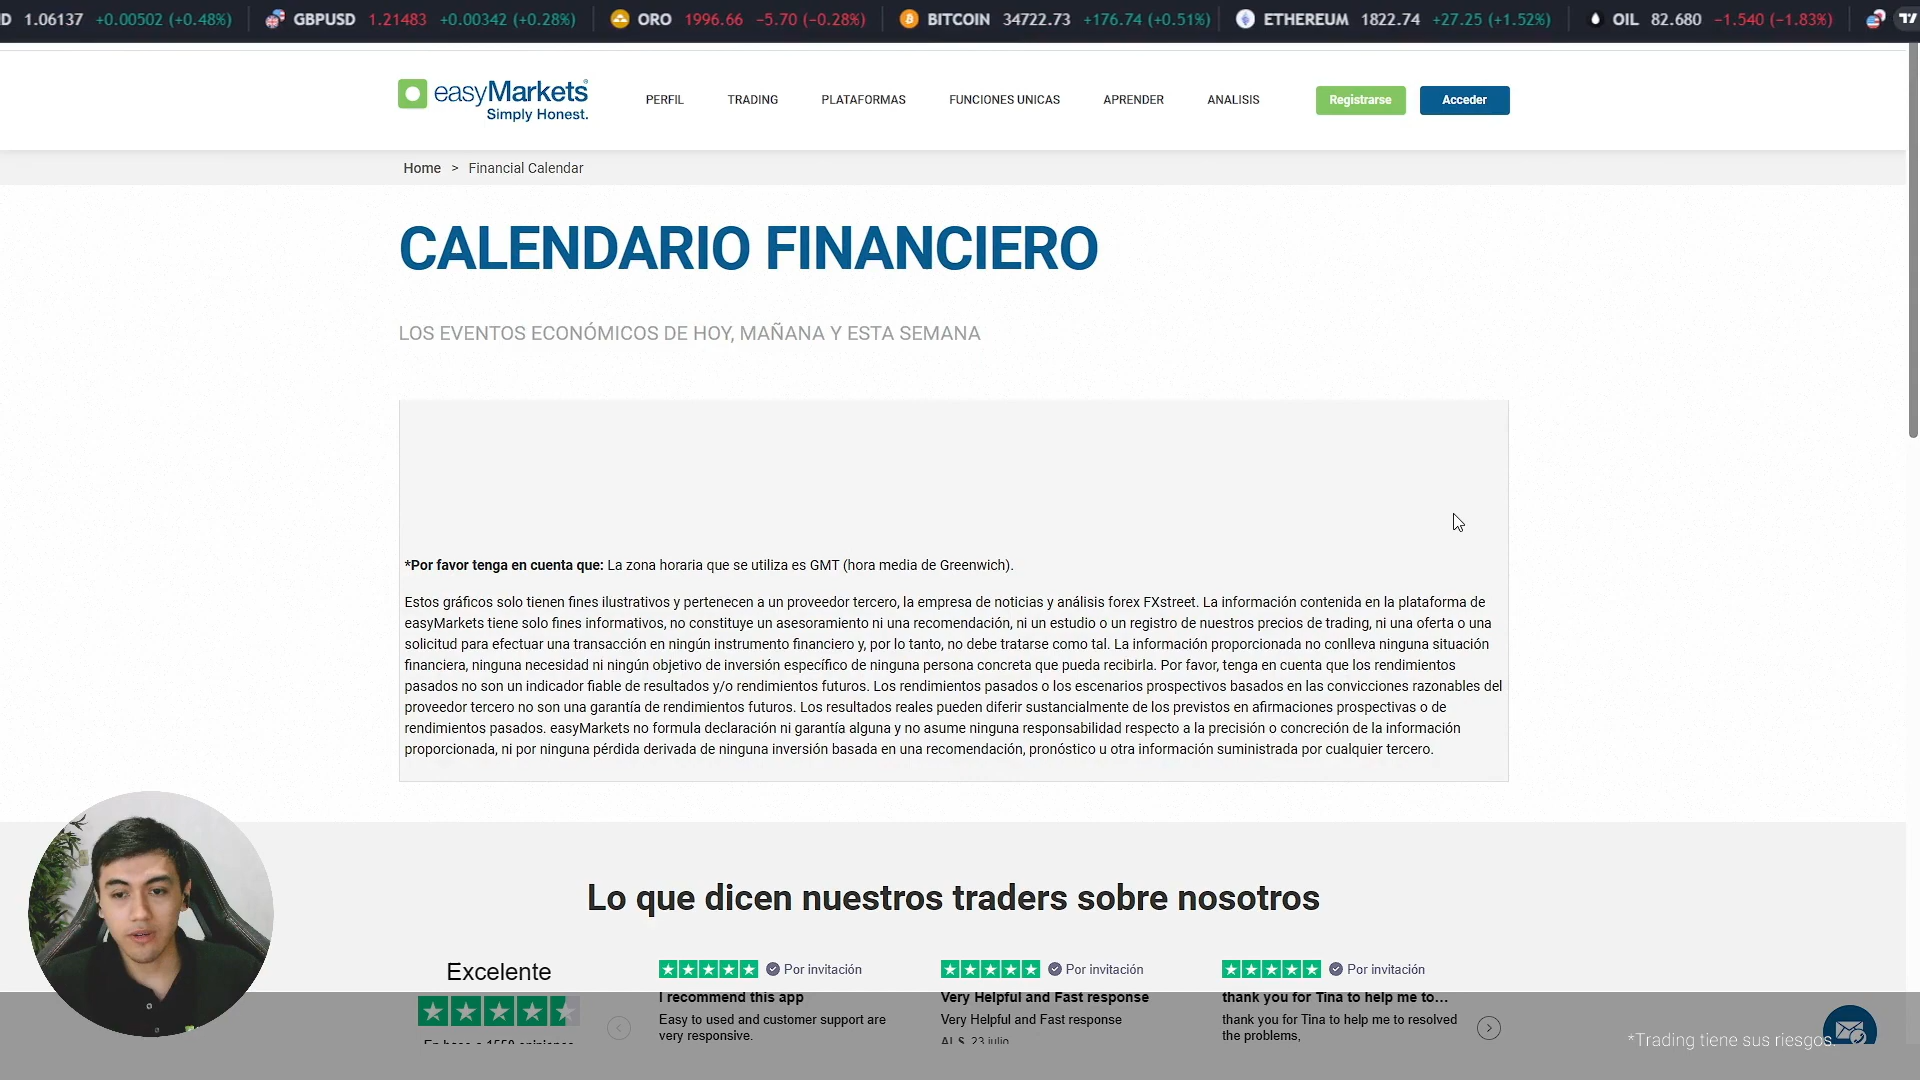 D 1.06137 +0.00502 (+0.48%) GBPUSD 1.21483 +0.00342 (+0.28%) ORO 1996.66 −5.70 (−0.28%) BITCOIN 34722.73 +176.74 (+0.51%) ETHEREUM 1822.74 +27.25 (+1.52%) OIL 82.680 −1.540 (−1.83%)
easyMarkets
Simply Honest.
PERFIL TRADING PLATAFORMAS FUNCIONES UNICAS APRENDER ANALISIS Registrarse Acceder
Home > Financial Calendar
CALENDARIO FINANCIERO
LOS EVENTOS ECONÓMICOS DE HOY, MAÑANA Y ESTA SEMANA
*Por favor tenga en cuenta que: La zona horaria que se utiliza es GMT (hora media de Greenwich).
Estos gráficos solo tienen fines ilustrativos y pertenecen a un proveedor tercero, la empresa de noticias y análisis forex FXstreet. La información contenida en la plataforma de
easyMarkets tiene solo fines informativos, no constituye un asesoramiento ni una recomendación, ni un estudio o un registro de nuestros precios de trading, ni una oferta o una
solicitud para efectuar una transacción en ningún instrumento financiero y, por lo tanto, no debe tratarse como tal. La información proporcionada no conlleva ninguna situación
financiera, ninguna necesidad ni ningún objetivo de inversión específico de ninguna persona concreta que pueda recibirla. Por favor, tenga en cuenta que los rendimientos
pasados no son un indicador fiable de resultados y/o rendimientos futuros. Los rendimientos pasados o los escenarios prospectivos basados en las convicciones razonables del
proveedor tercero no son una garantía de rendimientos futuros. Los resultados reales pueden diferir sustancialmente de los previstos en afirmaciones prospectivas o de
rendimientos pasados. easyMarkets no formula declaración ni garantía alguna y no asume ninguna responsabilidad respecto a la precisión o concreción de la información
proporcionada, ni por ninguna pérdida derivada de ninguna inversión basada en una recomendación, pronóstico u otra información suministrada por cualquier tercero.
Lo que dicen nuestros traders sobre nosotros
Excelente
Por invitación
I recommend this app
Easy to used and customer support are
very responsive.
Por invitación
Very Helpful and Fast response
Very Helpful and Fast response
AL S, 23 julio
Por invitación
thank you for Tina to help me to...
thank you for Tina to help me to resolved
the problems,
En base a 1550 opiniones
*Trading tiene sus riesgos.